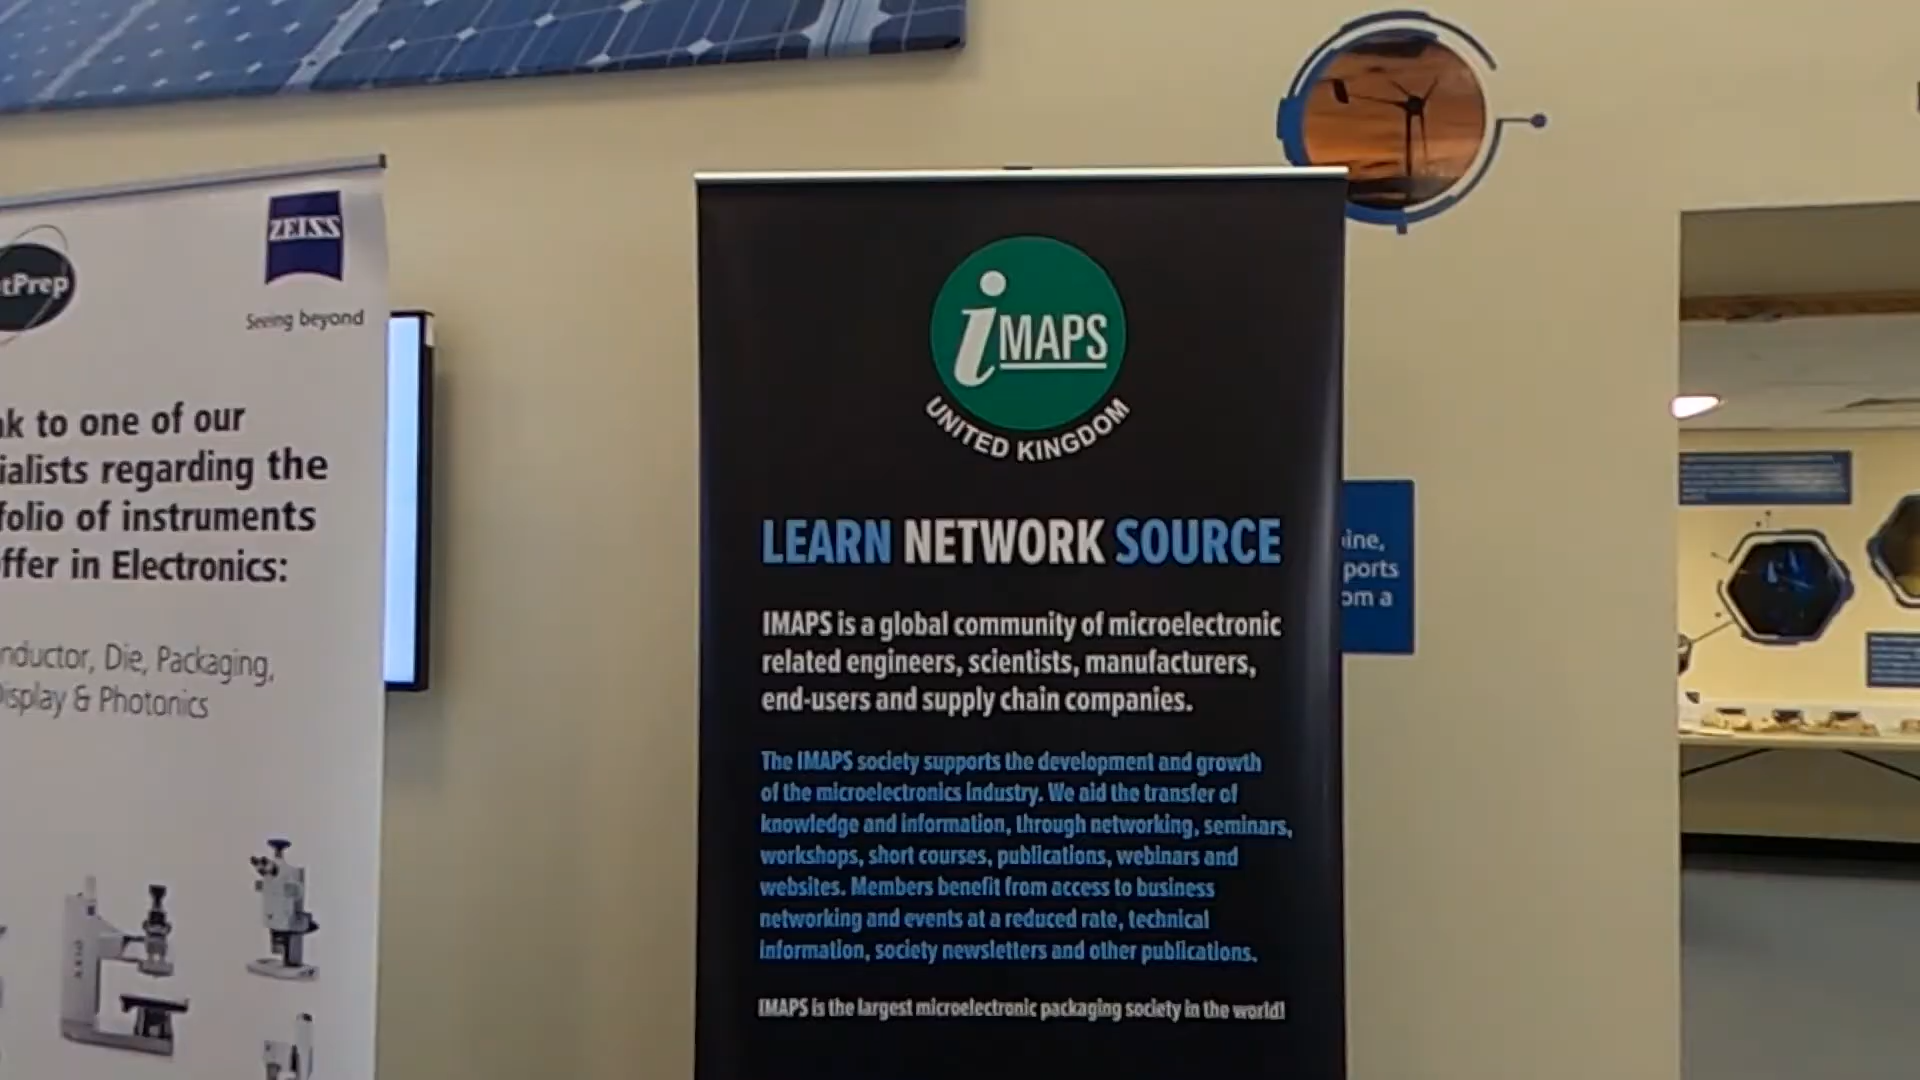 tPrep
ZEISS
Seeing beyond
ak to one of our
ialists regarding the
folio of instruments
ffer in Electronics:
nductor, Die, Packaging,
Display & Photonics
iMAPS
UNITED KINGDOM
LEARN NETWORK SOURCE
IMAPS is a global community of microelectronic
related engineers, scientists, manufacturers,
end-users and supply chain companies.
The IMAPS society supports the development and growth
of the microelectronics industry. We aid the transfer of
knowledge and information, through networking, seminars,
workshops, short courses, publications, webinars and
websites. Members benefit from access to business
networking and events at a reduced rate, technical
information, society newsletters and other publications.
IMAPS is the largest microelectronic packaging society in the world!
ine,
ports
om a